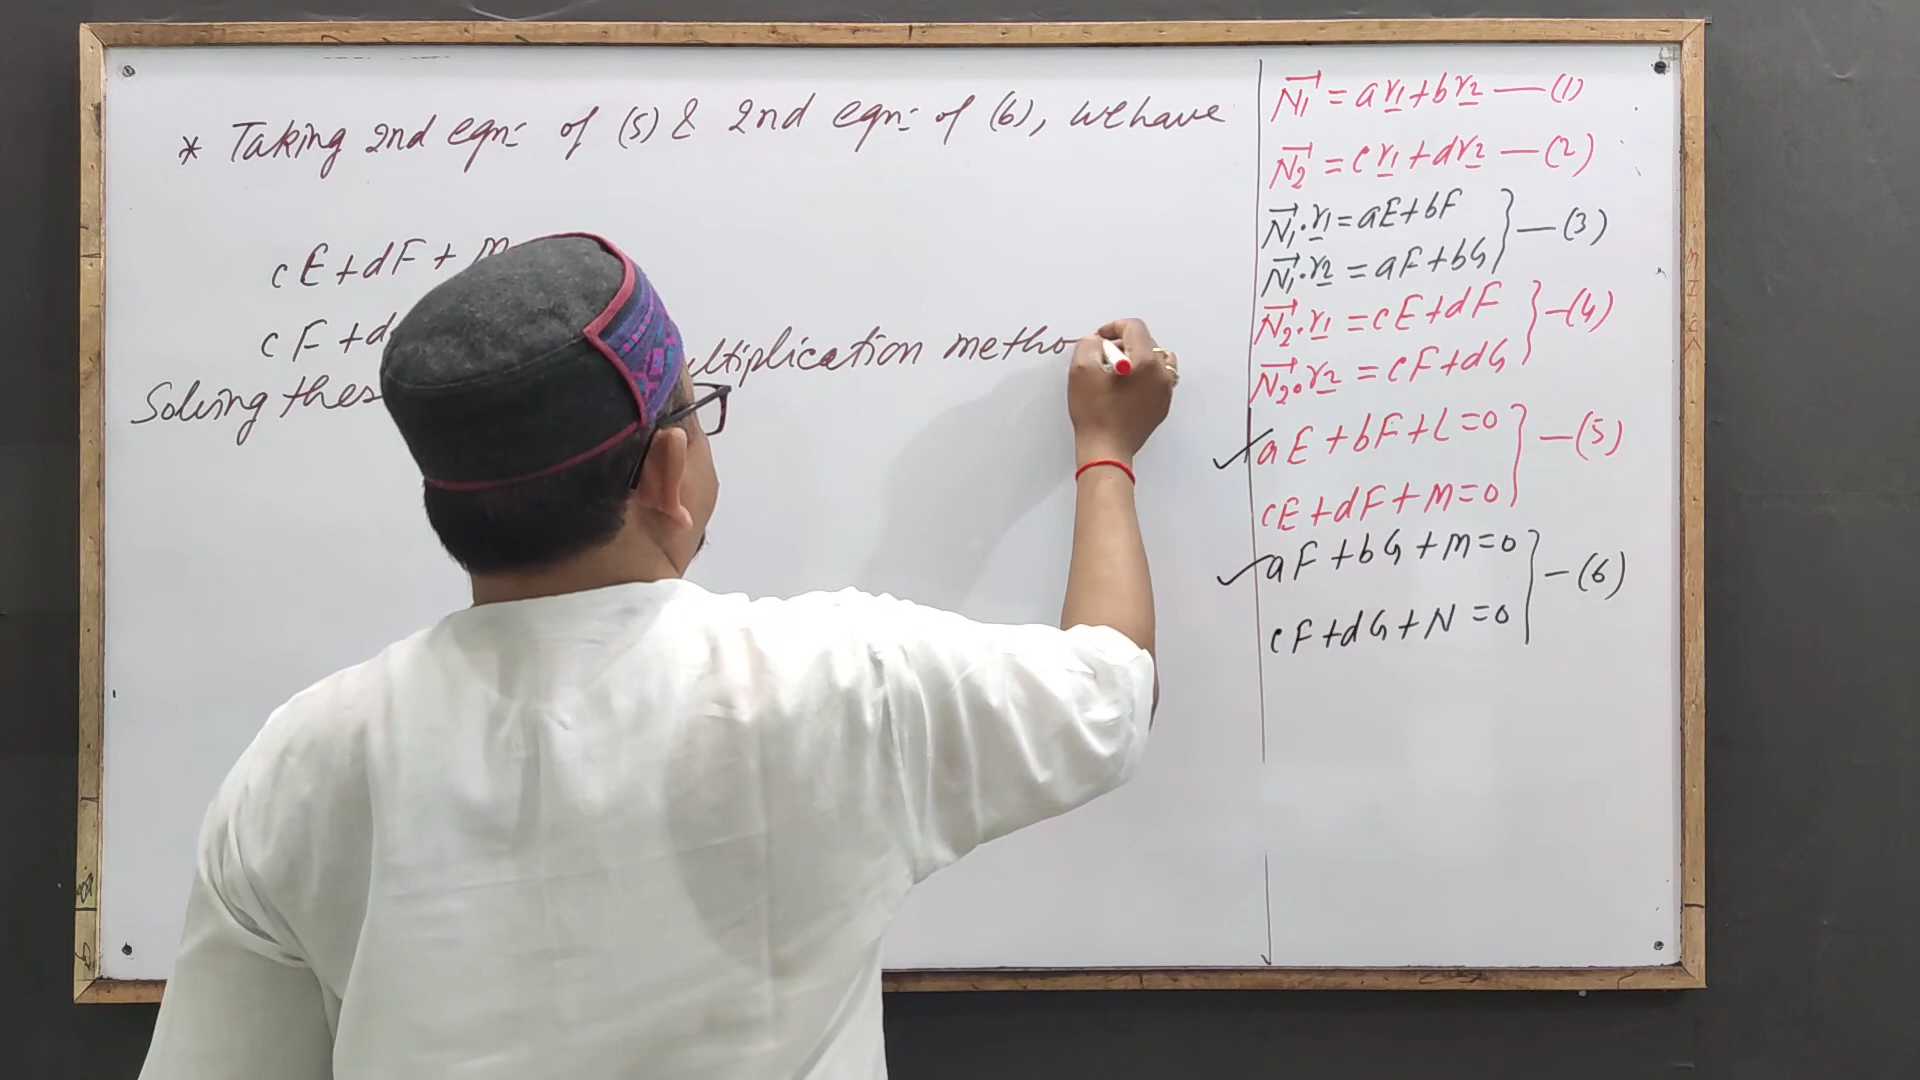 * Taking 2nd eqn: of (5) & 2nd eqn: of (6), we have
cE+dF+M
cF+d
Solving thes ultiplication metho
N₁ = ar₁+br₂ —(1)
N₂ = cr₁+dr₂ —(2)
N₁·r₁ = aE+bF
N₁·r₂ = aF+bG } —(3)
N₂·r₁ = cE+dF
N₂·r₂ = cF+dG } —(4)
✓ aE+bF+L=0
cE+dF+M=0 } —(5)
✓ aF+bG+M=0
cF+dG+N=0 } —(6)